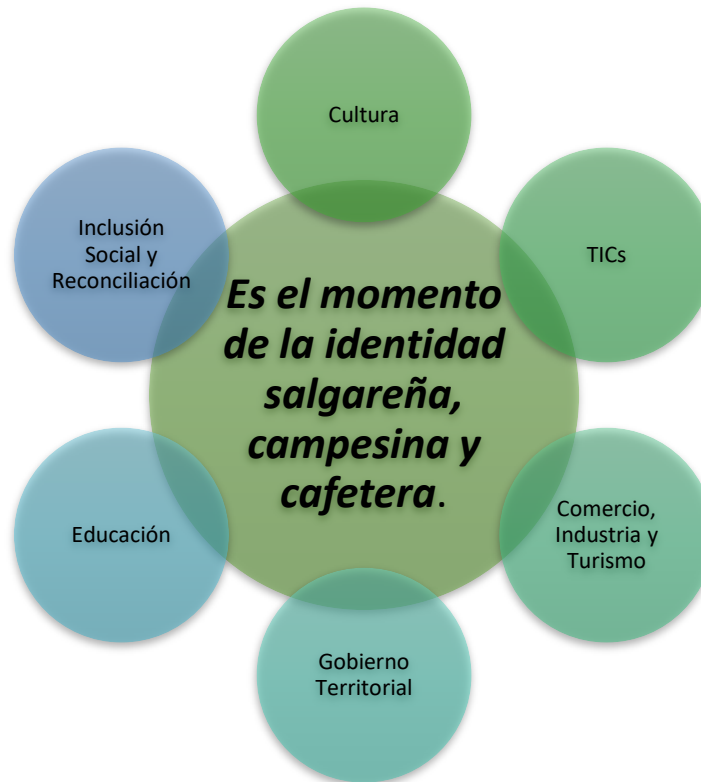 Cultura
TICs
Comercio,
Industria y
Turismo
Gobierno
Territorial
Educación
Inclusión
Social y
Reconciliación
Es el momento
de la identidad
salgareña,
campesina y
cafetera.